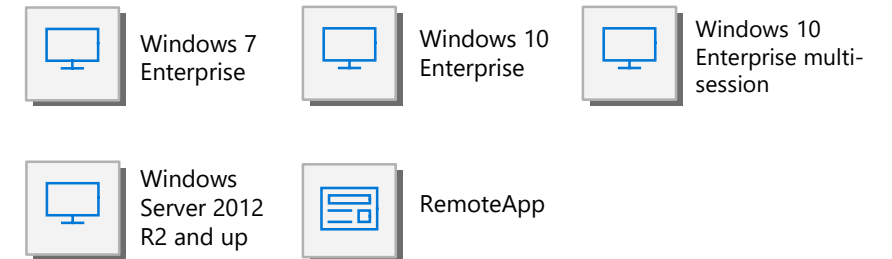 Windows 7
Enterprise
Windows 10
Enterprise
Windows 10
Enterprise multi-
session
Windows
Server 2012
R2 and up
RemoteApp